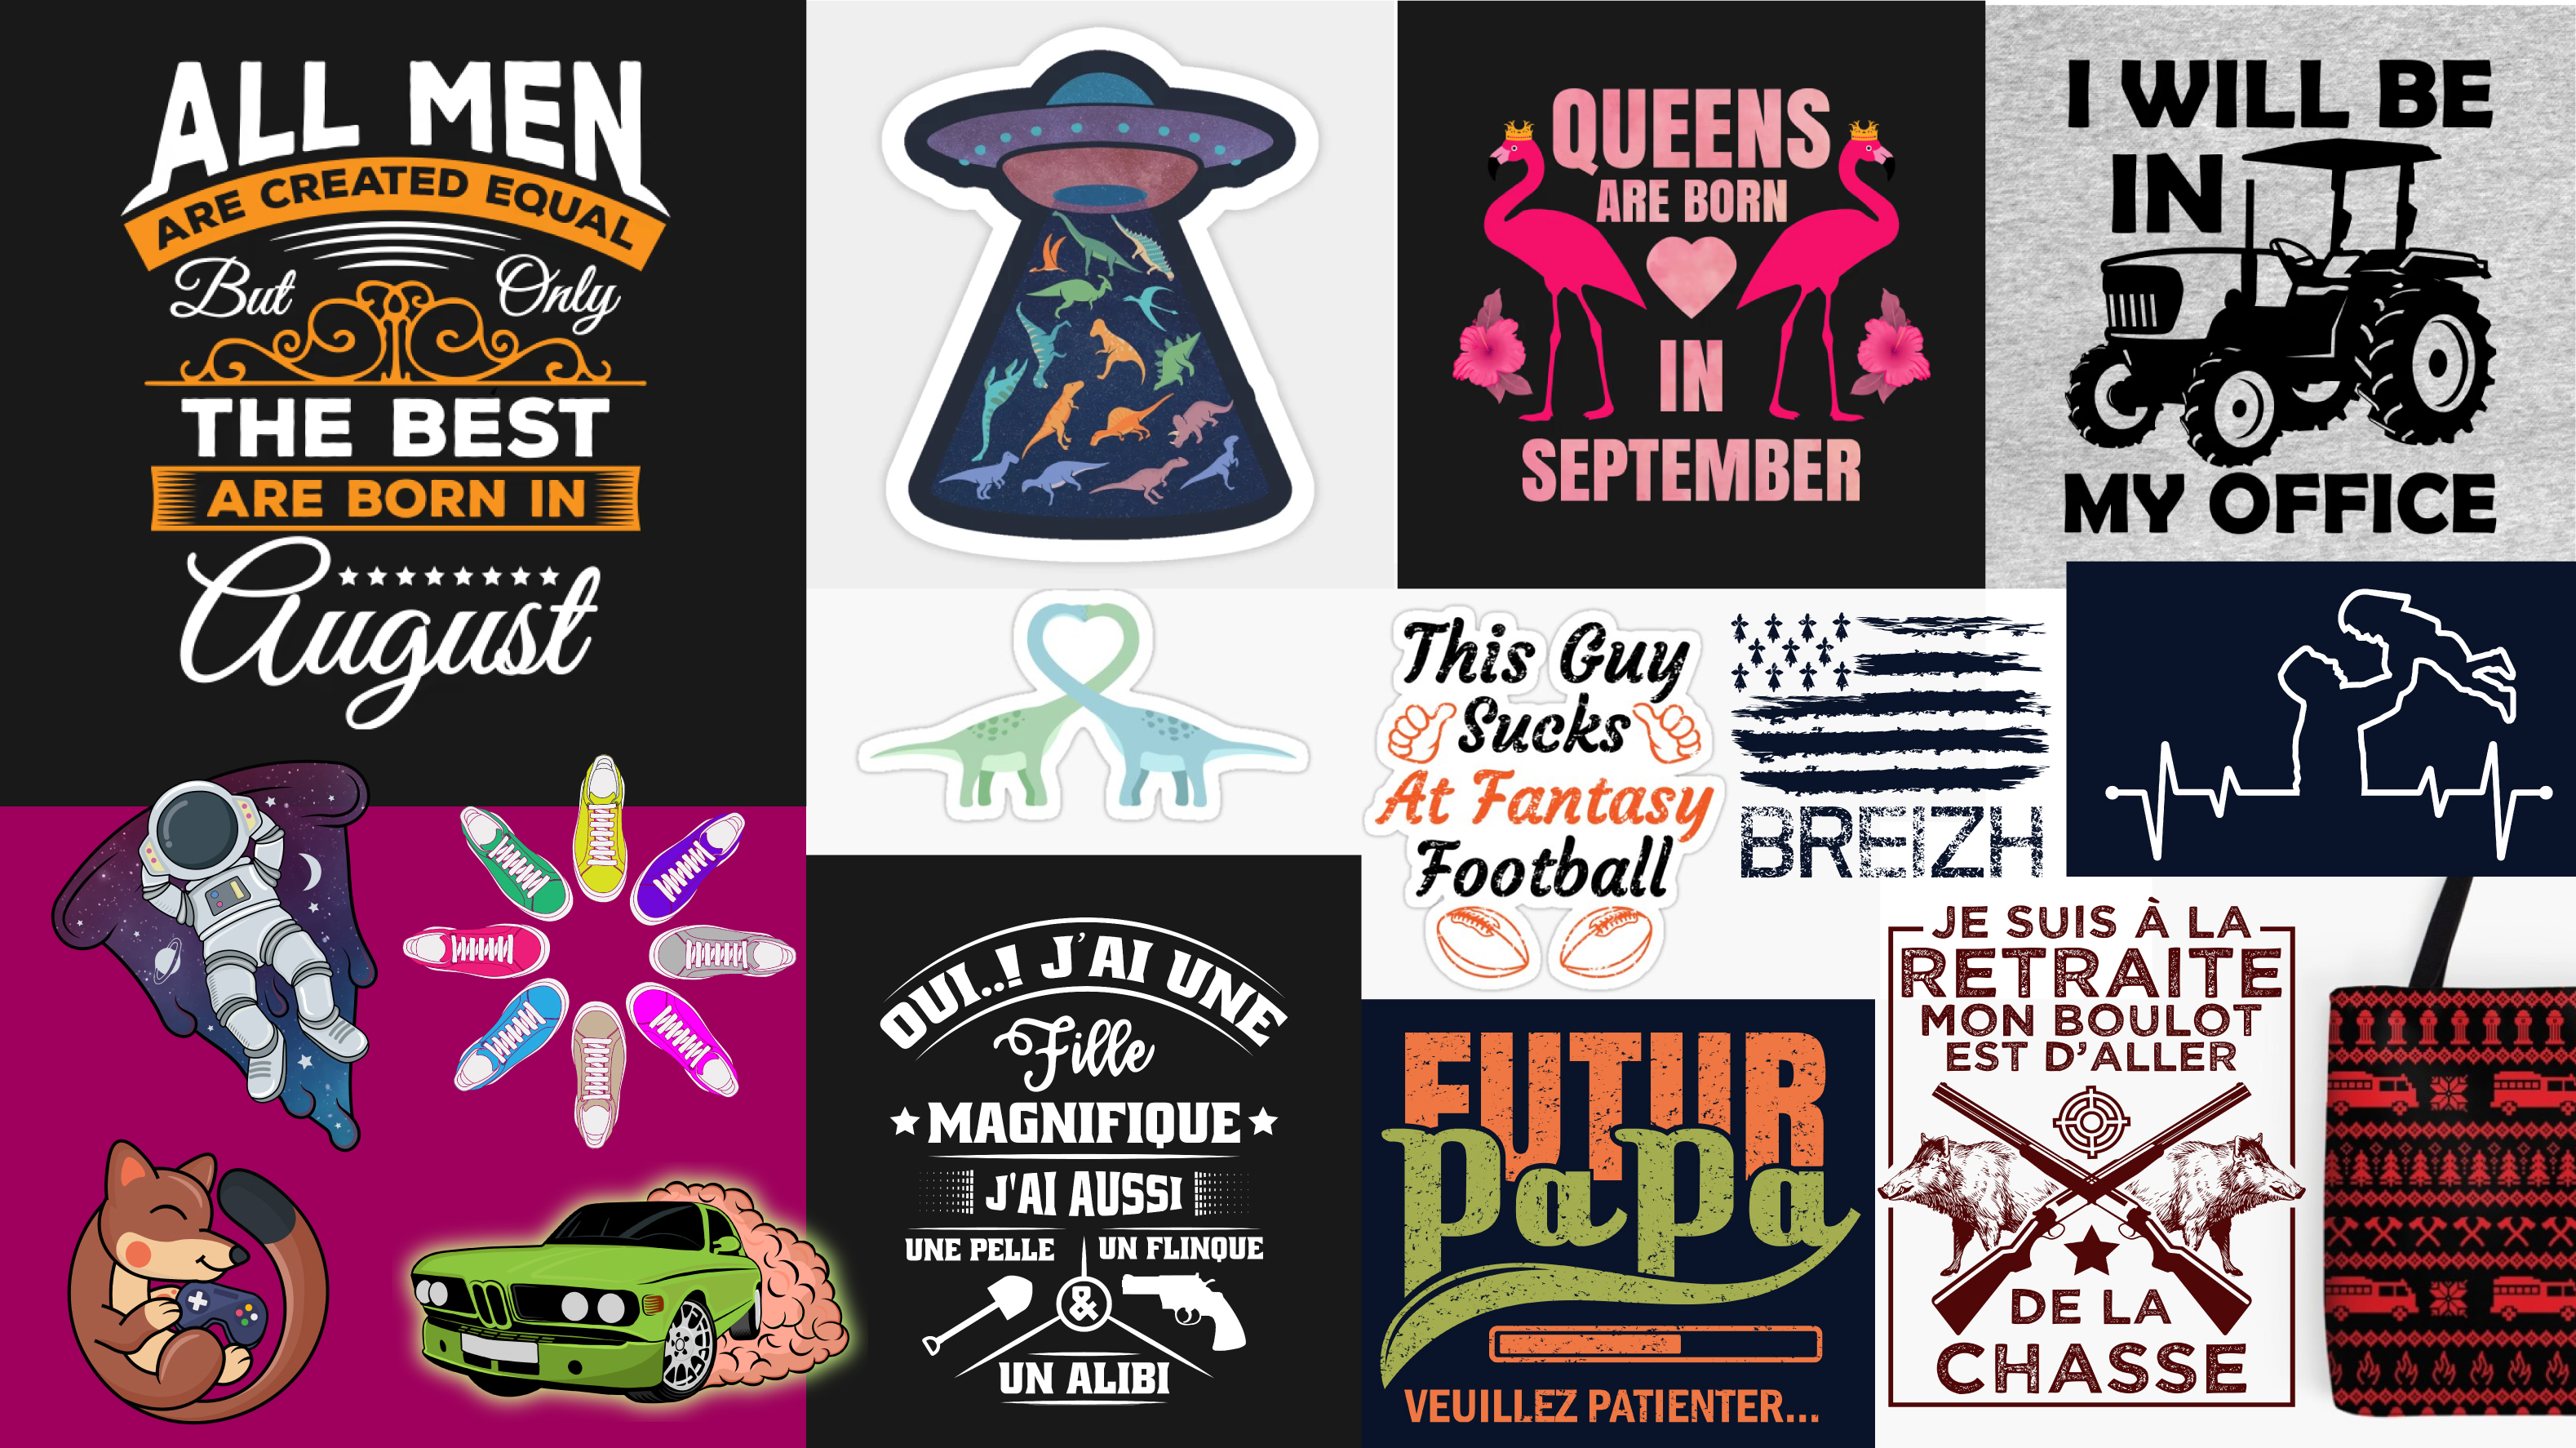 ALL MEN
ARE CREATED EQUAL
But Only
THE BEST
ARE BORN IN
August
QUEENS
ARE BORN
IN
SEPTEMBER
I WILL BE
IN
MY OFFICE
This Guy
Sucks
At Fantasy
Football
BREIZH
OUI..! J'AI UNE
Fille
MAGNIFIQUE
J'AI AUSSI
UNE PELLE UN FLINQUE
&
UN ALIBI
FUTUR
PaPa
VEUILLEZ PATIENTER...
JE SUIS À LA
RETRAITE
MON BOULOT
EST D'ALLER
DE LA
CHASSE